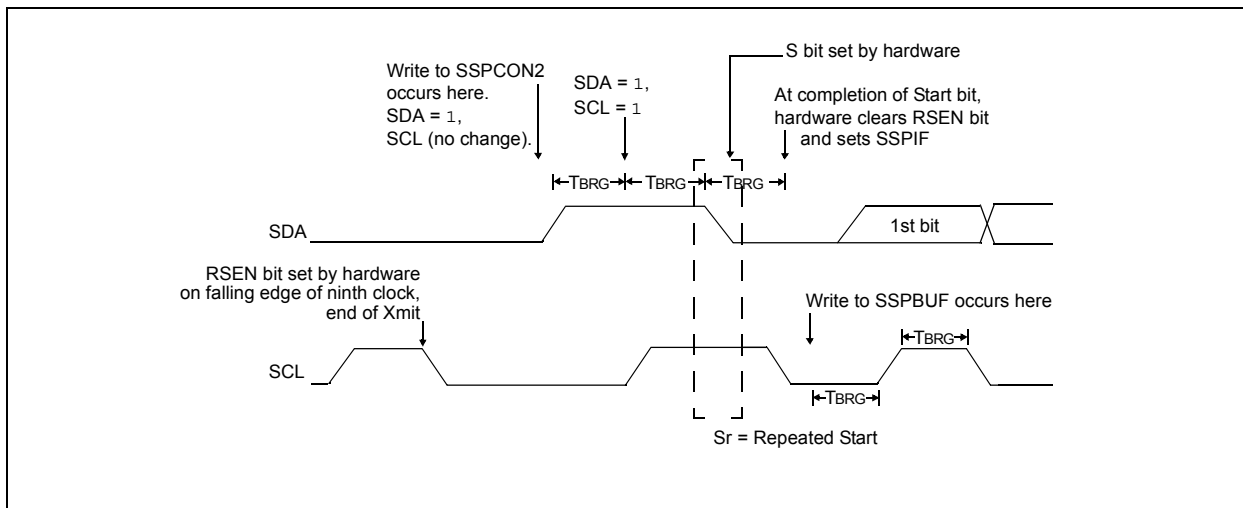 S bit set by hardware
Write to SSPCON2
occurs here.
SDA = 1,
SCL (no change).
SDA = 1,
SCL = 1
At completion of Start bit,
hardware clears RSEN bit
and sets SSPIF
TBRG
TBRG
TBRG
SDA
1st bit
RSEN bit set by hardware
on falling edge of ninth clock,
end of Xmit
Write to SSPBUF occurs here
TBRG
SCL
TBRG
Sr = Repeated Start